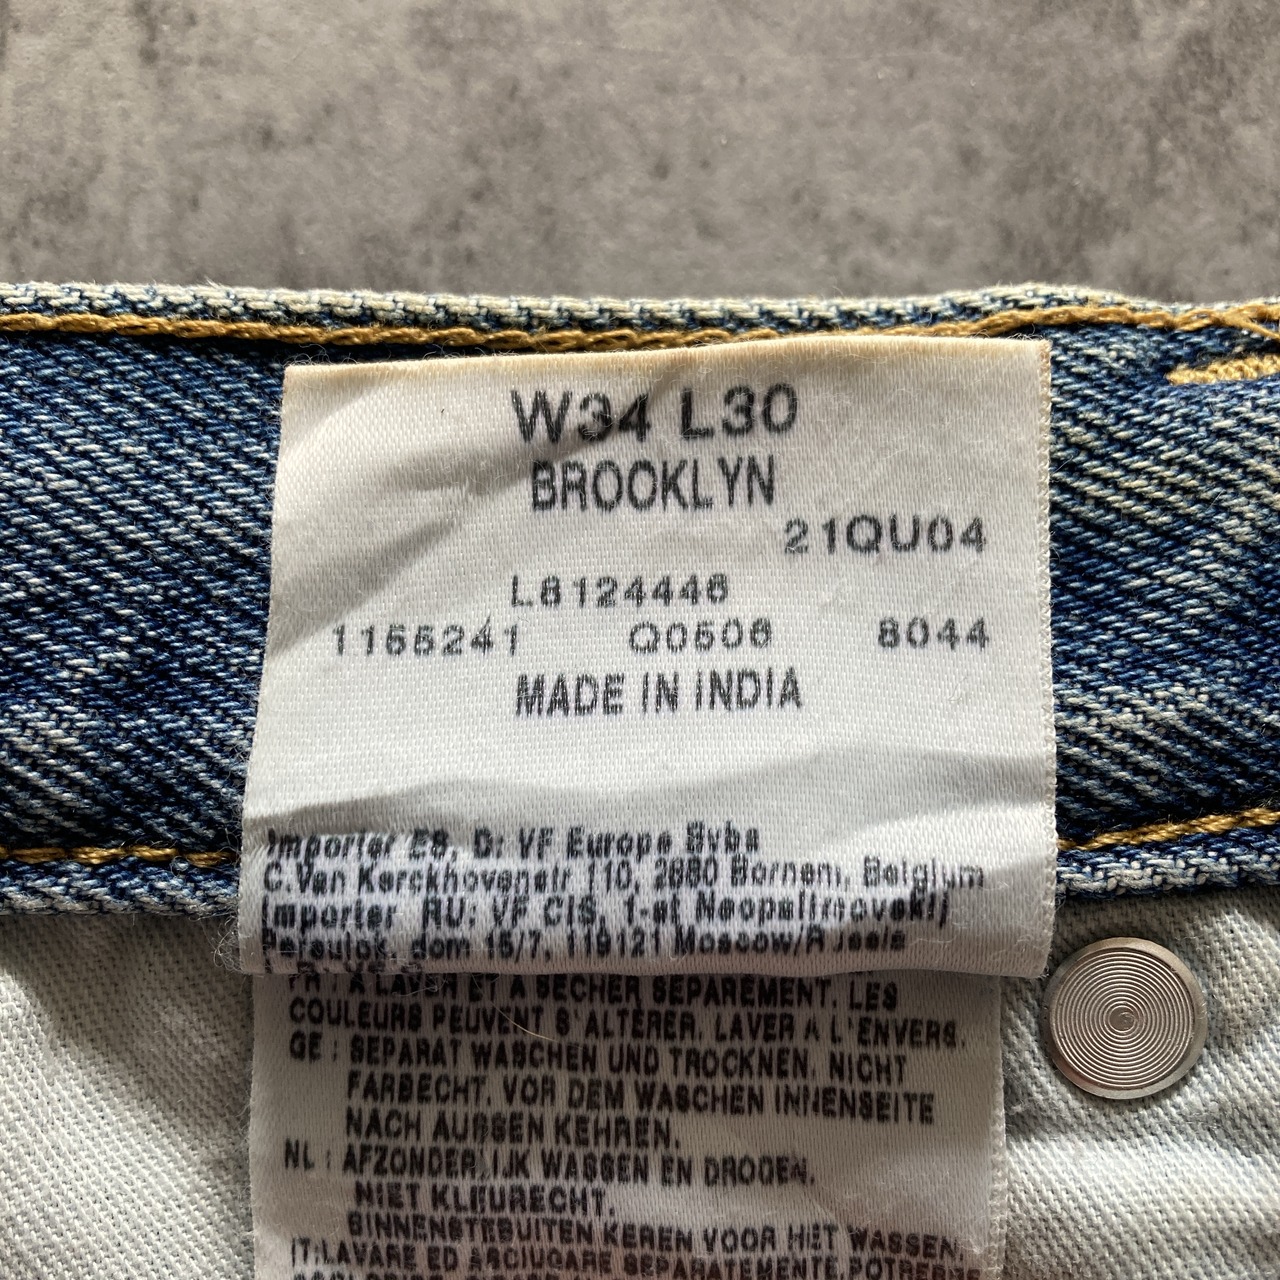 W34 L30
BROOKLYN
21QU04
L8124446
1155241 Q0506 8044
MADE IN INDIA
Importer ES, D: VF Europe Bvba
C.Van Kerckhovenstr 110, 2880 Bornem, Belgium
Importer RU: VF CIS, 1-st Neopalimovskij
Pereulok, dom 15/7, 119121 Moscow/Russia
FR : A LAVER ET A SECHER SEPAREMENT. LES
COULEURS PEUVENT S'ALTERER. LAVER A L'ENVERS.
GE : SEPARAT WASCHEN UND TROCKNEN. NICHT
FARBECHT. VOR DEM WASCHEN INNENSEITE
NACH AUSSEN KEHREN.
NL : AFZONDERLIJK WASSEN EN DROGEN.
NIET KLEURECHT.
BINNENSTEBUITEN KEREN VOOR HET WASSEN.
IT:LAVARE ED ASCIUGARE SEPARATEMENTE.POTREBBE